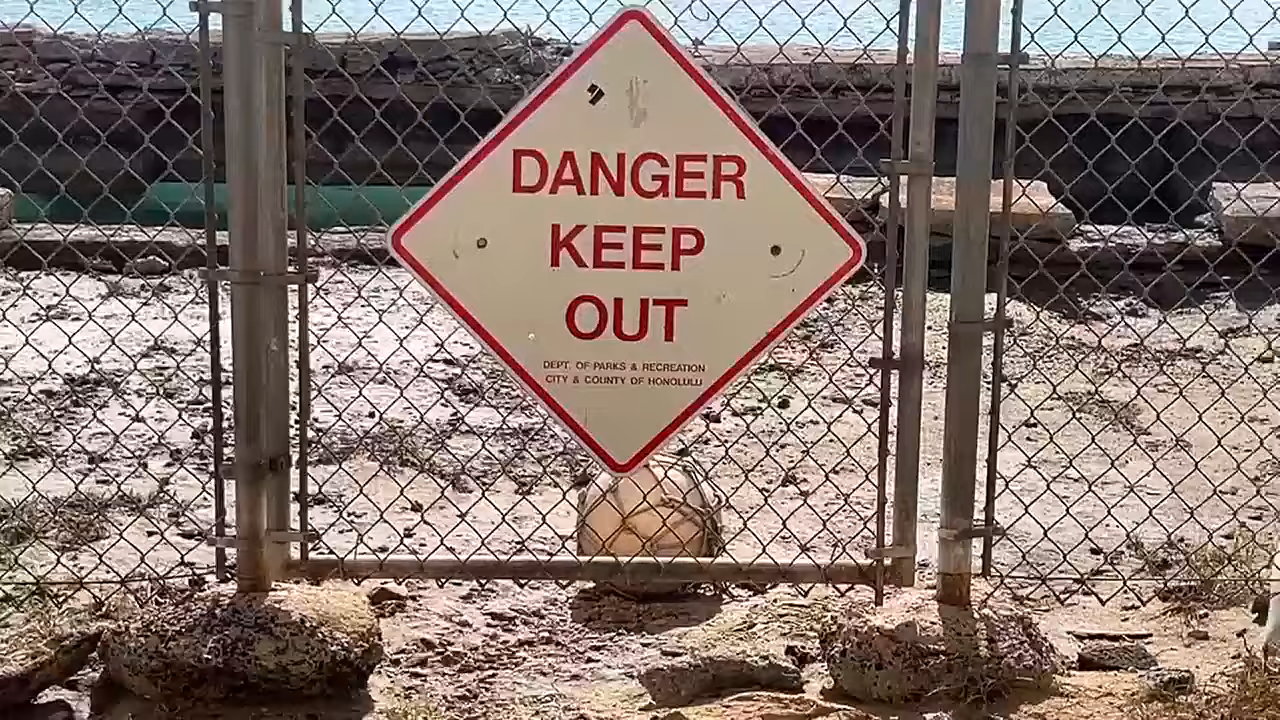 DANGER
KEEP
OUT
DEPT. OF PARKS & RECREATION
CITY & COUNTY OF HONOLULU